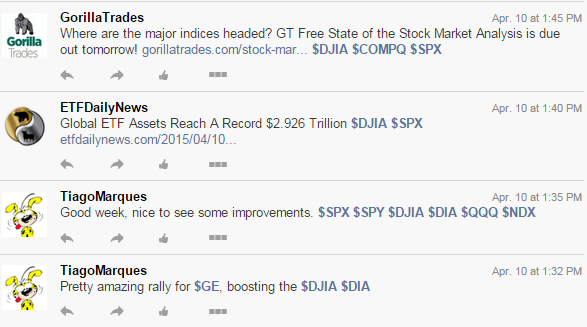 Gorilla
Trades
GorillaTrades
Apr. 10 at 1:45 PM
Where are the major indices headed? GT Free State of the Stock Market Analysis is due
out tomorrow! gorillatrades.com/stock-mar... $DJIA $COMPQ $SPX
ETFDailyNews
Apr. 10 at 1:40 PM
Global ETF Assets Reach A Record $2.926 Trillion $DJIA $SPX
etfdailynews.com/2015/04/10...
TiagoMarques
Apr. 10 at 1:35 PM
Good week, nice to see some improvements. $SPX $SPY $DJIA $DIA $QQQ $NDX
TiagoMarques
Apr. 10 at 1:32 PM
Pretty amazing rally for $GE, boosting the $DJIA $DIA